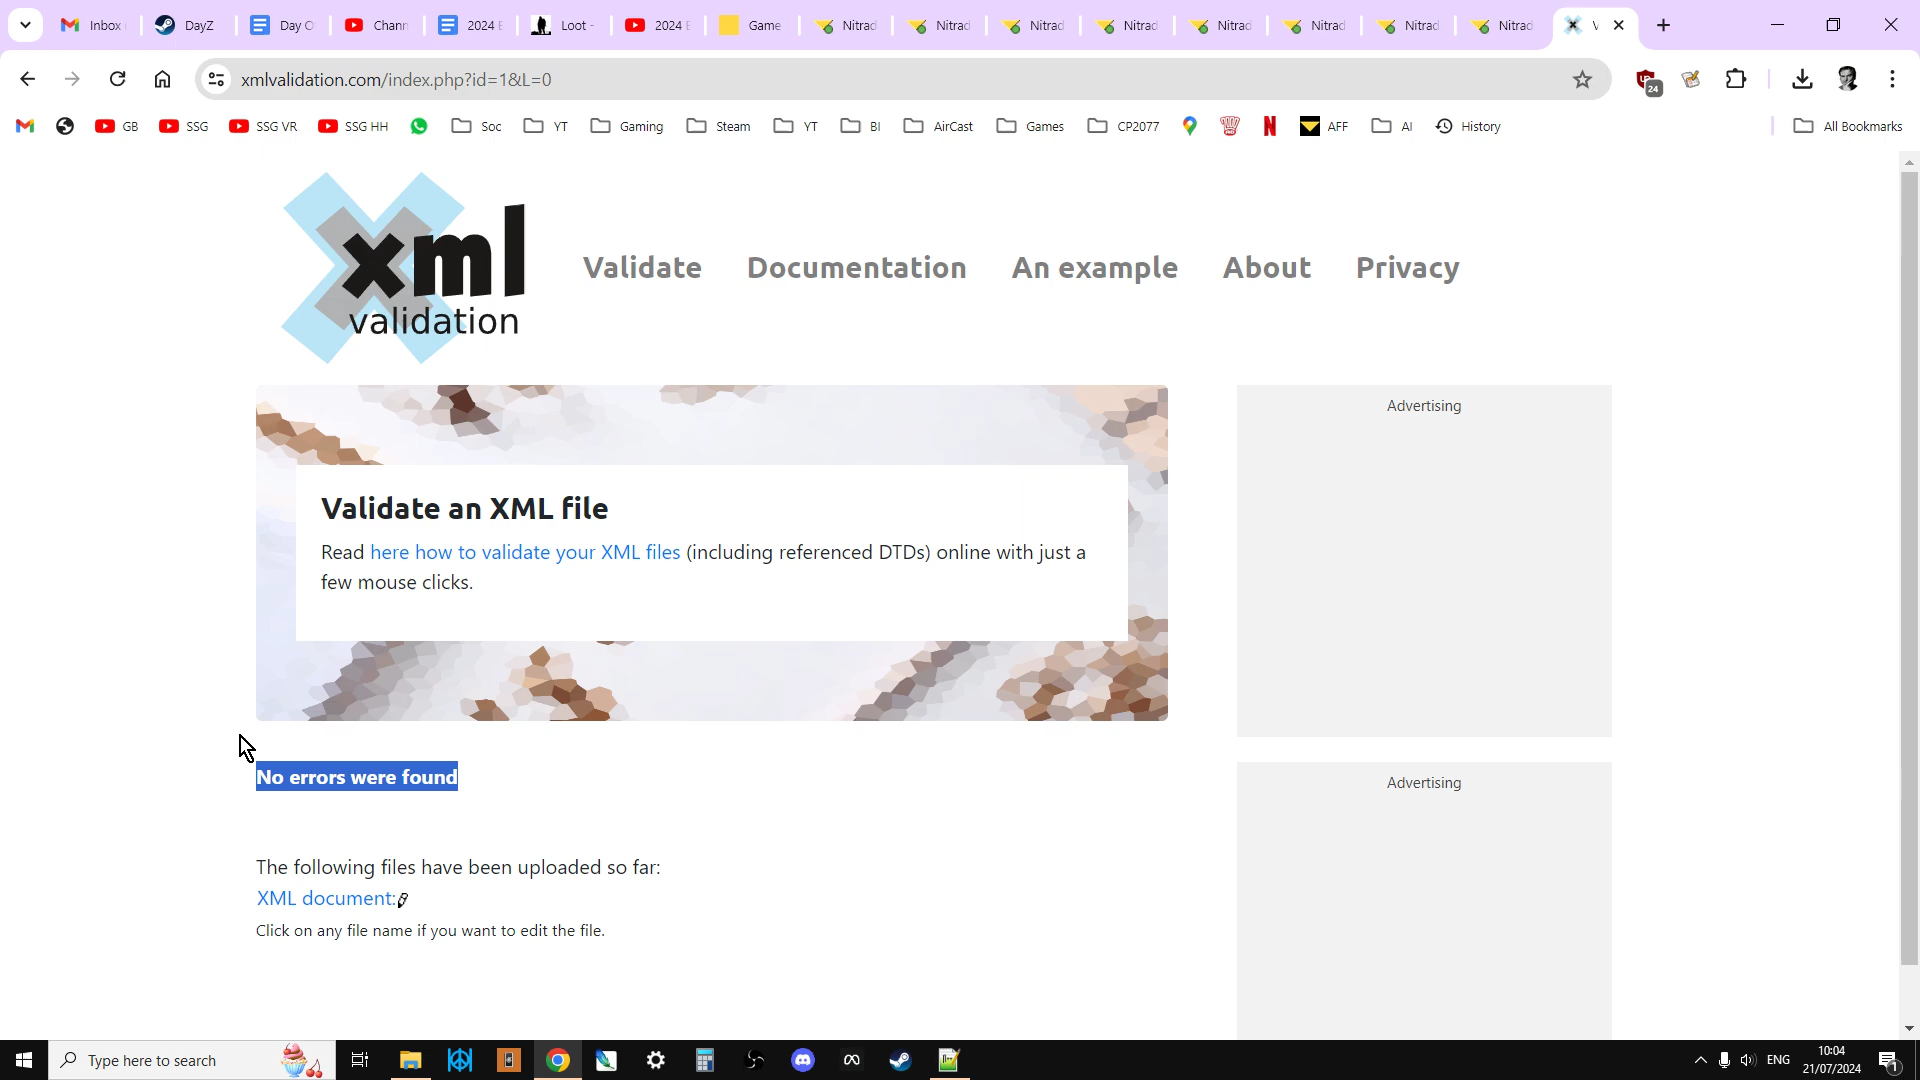 Inbox
DayZ
Day O
Chann
2024 E
Loot -
2024 E
Game
Nitrad
Nitrad
Nitrad
Nitrad
Nitrad
Nitrad
Nitrad
Nitrad
V
xmlvalidation.com/index.php?id=1&L=0
24
GB
SSG
SSG VR
SSG HH
Soc
YT
Gaming
Steam
YT
BI
AirCast
Games
CP2077
AFF
AI
History
All Bookmarks
xml
validation
Validate
Documentation
An example
About
Privacy
Validate an XML file
Read here how to validate your XML files (including referenced DTDs) online with just a
few mouse clicks.
Advertising
No errors were found
Advertising
The following files have been uploaded so far:
XML document:
Click on any file name if you want to edit the file.
Type here to search
ENG
10:04
21/07/2024
1